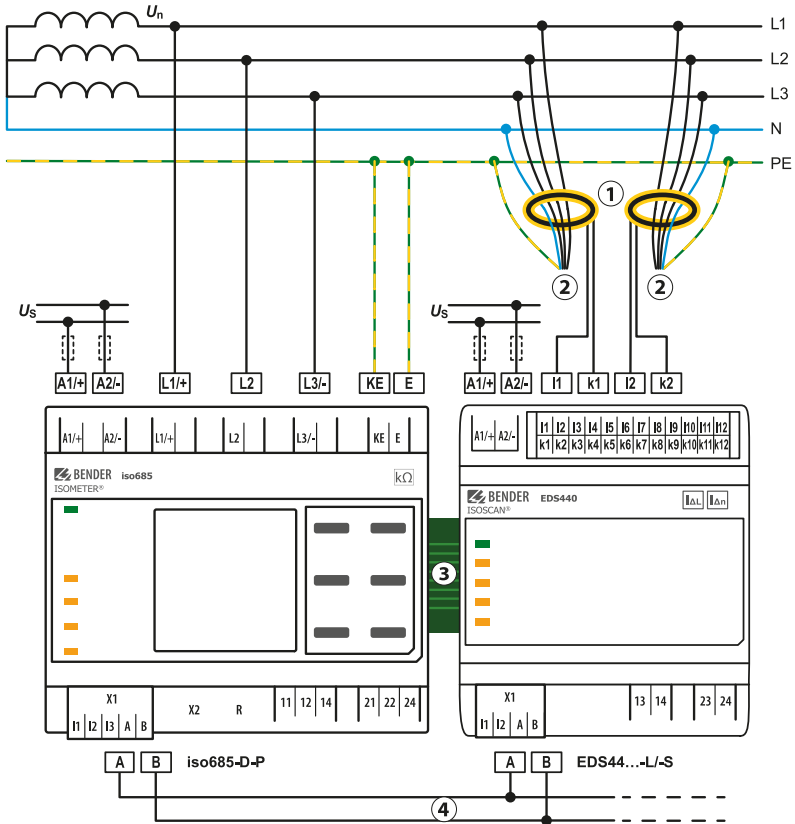 Un
L1
L2
L3
N
PE
1
2
2
US
US
A1/+ A2/- L1/+ L2 L3/- KE E
A1/+ A2/- l1 k1 l2 k2
A1/+ A2/- L1/+ L2 L3/- KE E
A1/+ A2/-
l1 l2 l3 l4 l5 l6 l7 l8 l9 l10 l11 l12
k1 k2 k3 k4 k5 k6 k7 k8 k9 k10 k11 k12
BENDER iso685
ISOMETER®
kΩ
BENDER EDS440
ISOSCAN®
IΔL IΔn
3
X1
I1 I2 I3 A B
X2 R
11 12 14 21 22 24
X1
I1 I2 A B
13 14 23 24
A B iso685-D-P
A B EDS44...-L/-S
4